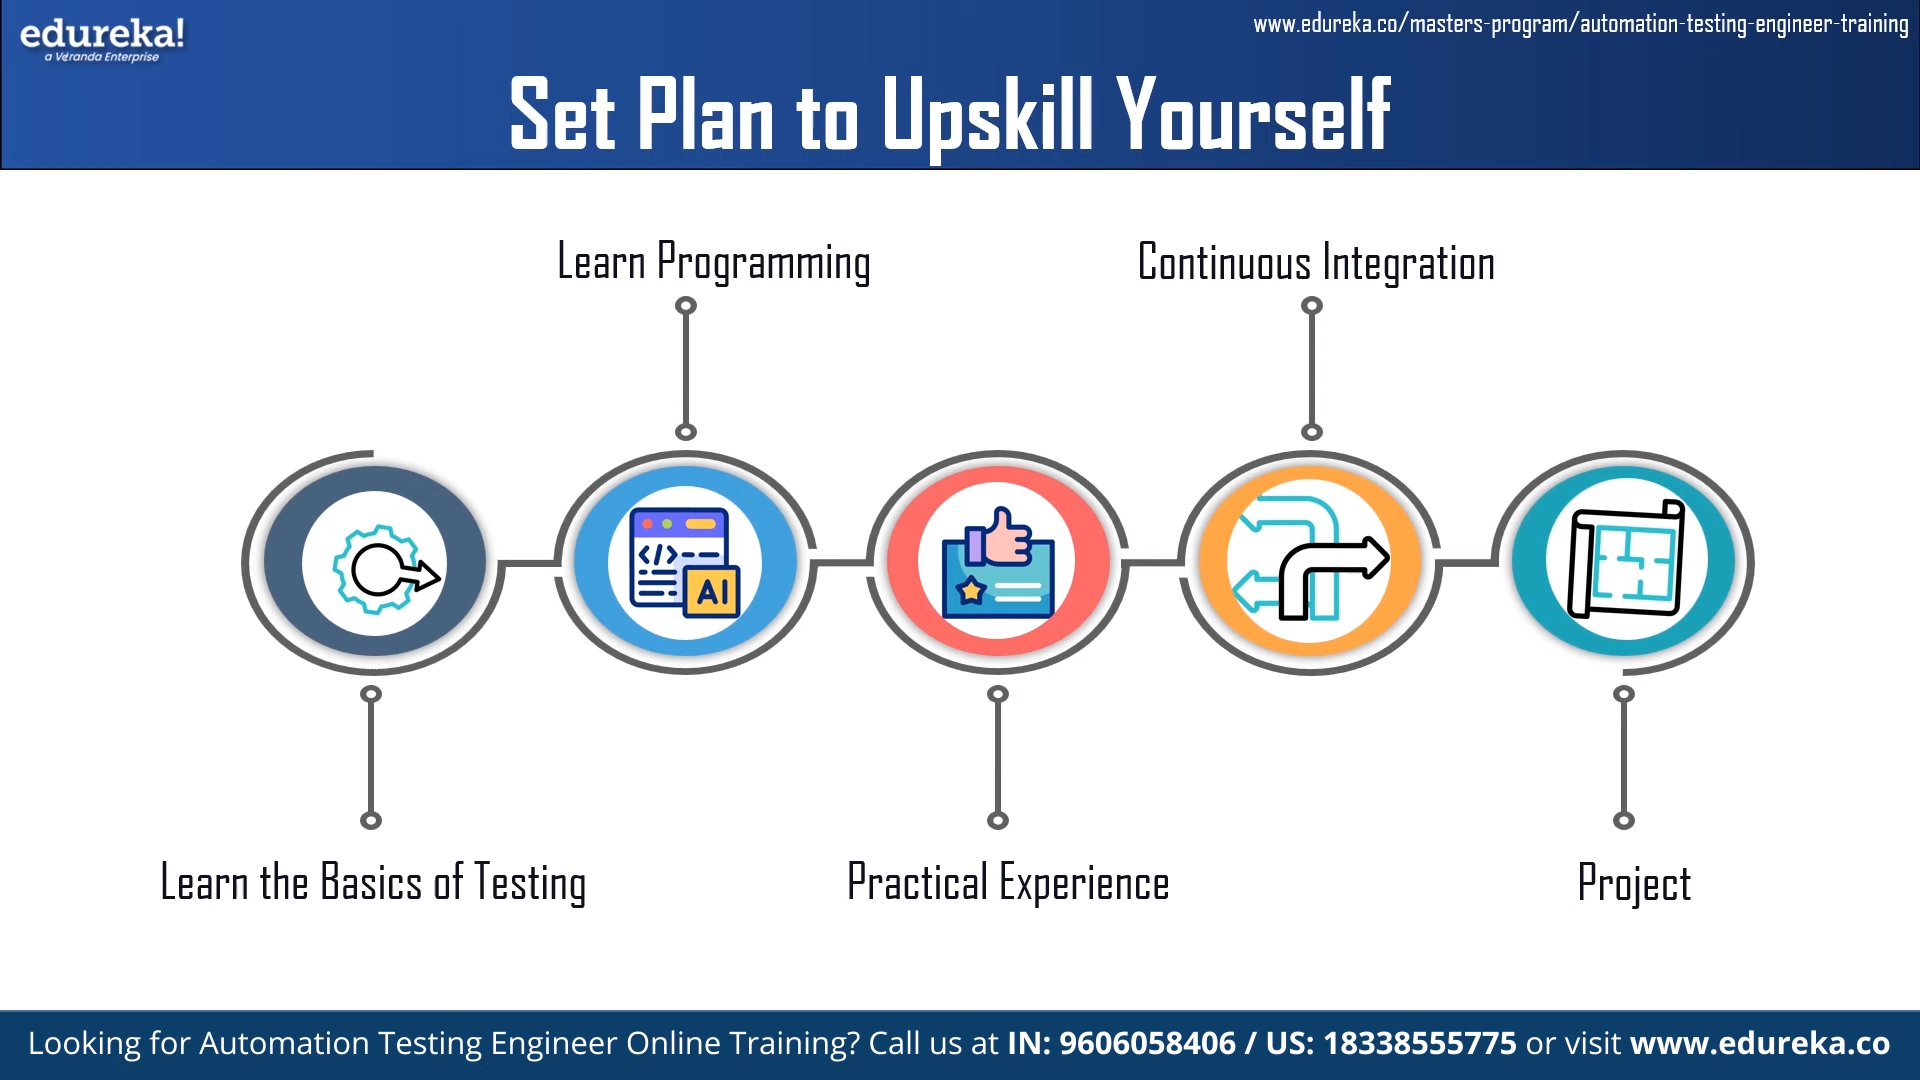 edureka!
a Veranda Enterprise
www.edureka.co/masters-program/automation-testing-engineer-training
Set Plan to Upskill Yourself
Learn Programming
Continuous Integration
</>
AI
Learn the Basics of Testing
Practical Experience
Project
Looking for Automation Testing Engineer Online Training? Call us at IN: 9606058406 / US: 18338555775 or visit www.edureka.co